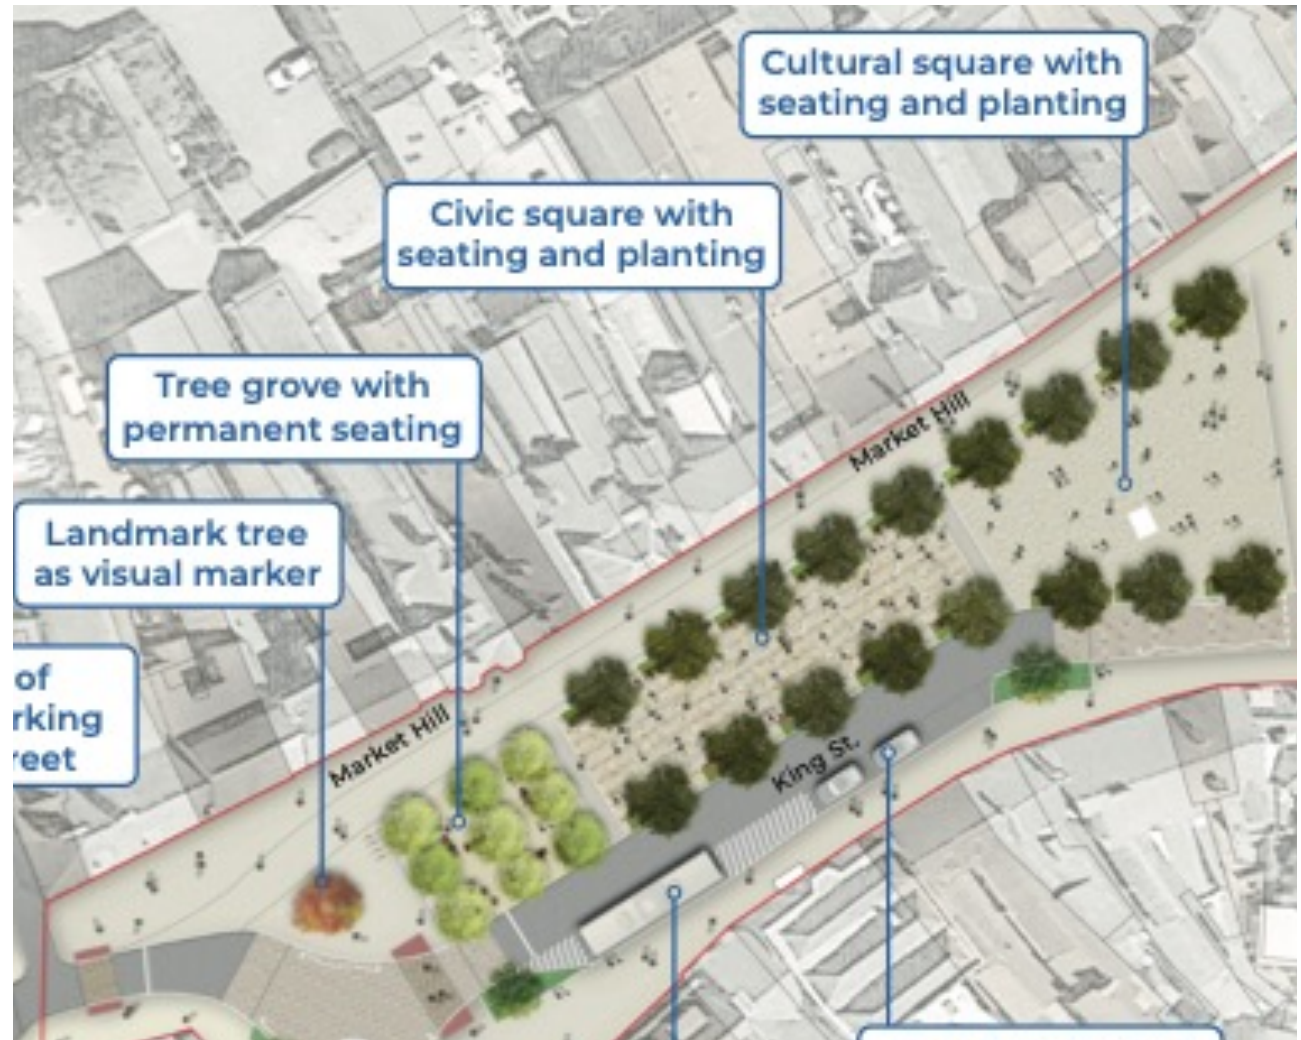 Cultural square with
seating and planting
Civic square with
seating and planting
Tree grove with
permanent seating
Market Hill
Landmark tree
as visual marker
of
rking
reet
Market Hill
King St.